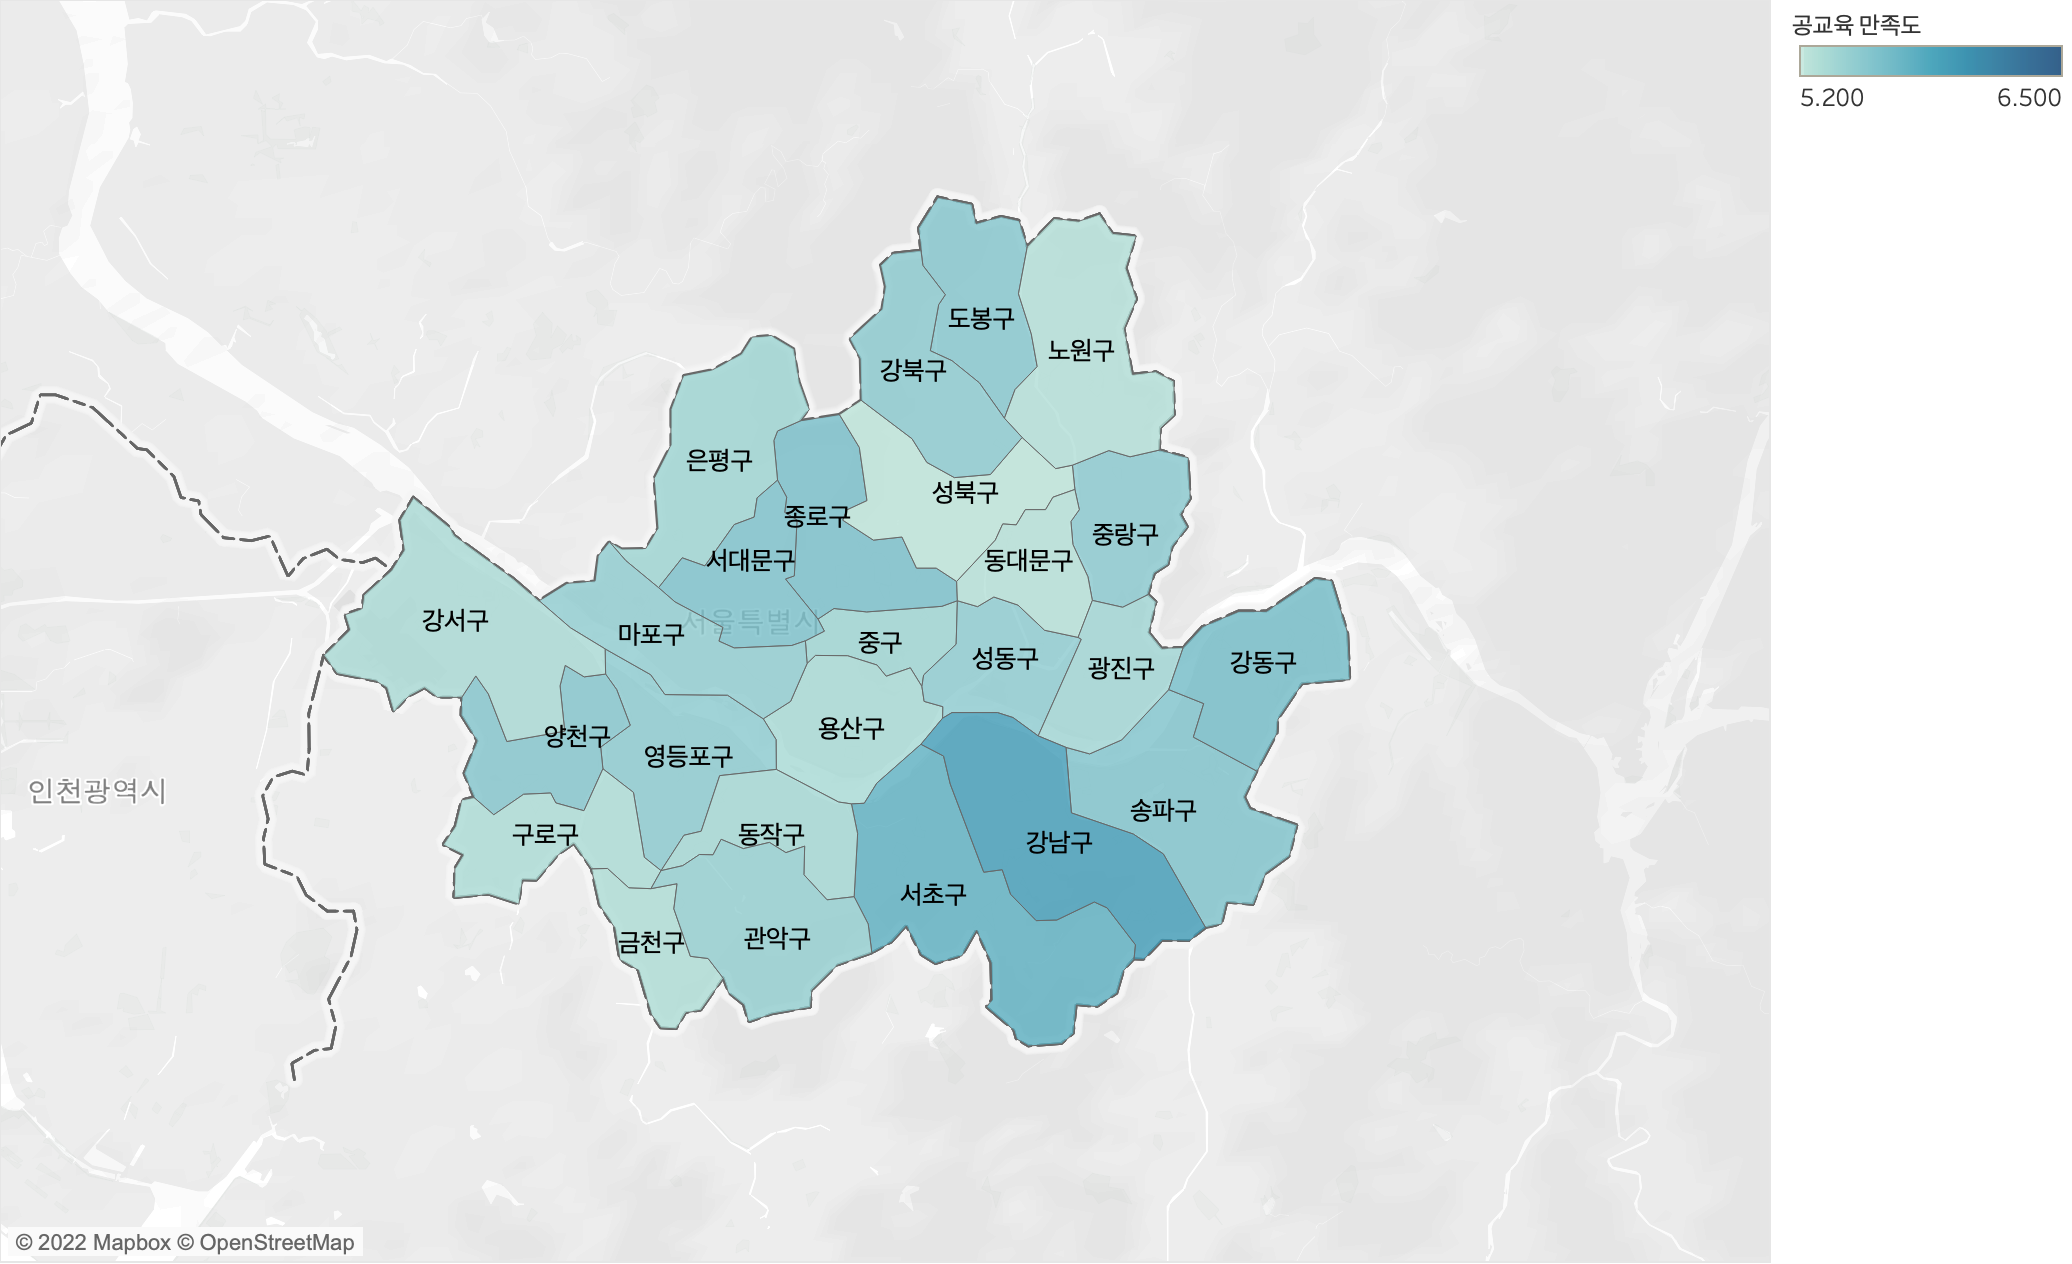 공교육 만족도
5.200 6.500
도봉구
노원구
강북구
은평구
성북구
종로구
중랑구
서대문구
동대문구
강서구
서울특별시
마포구
중구
성동구
광진구
강동구
용산구
양천구
영등포구
인천광역시
송파구
구로구
동작구
강남구
서초구
금천구
관악구
© 2022 Mapbox © OpenStreetMap